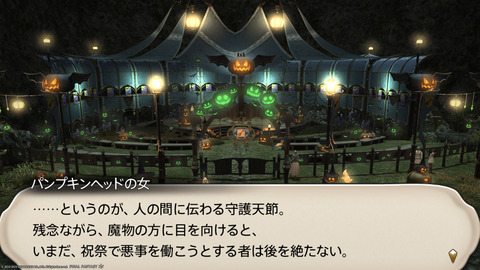 パンプキンヘッドの女
……というのが、人の間に伝わる守護天節。
残念ながら、魔物の方に目を向けると、
いまだ、祝祭で悪事を働こうとする者は後を絶たない。
FINAL FANTASY XIV